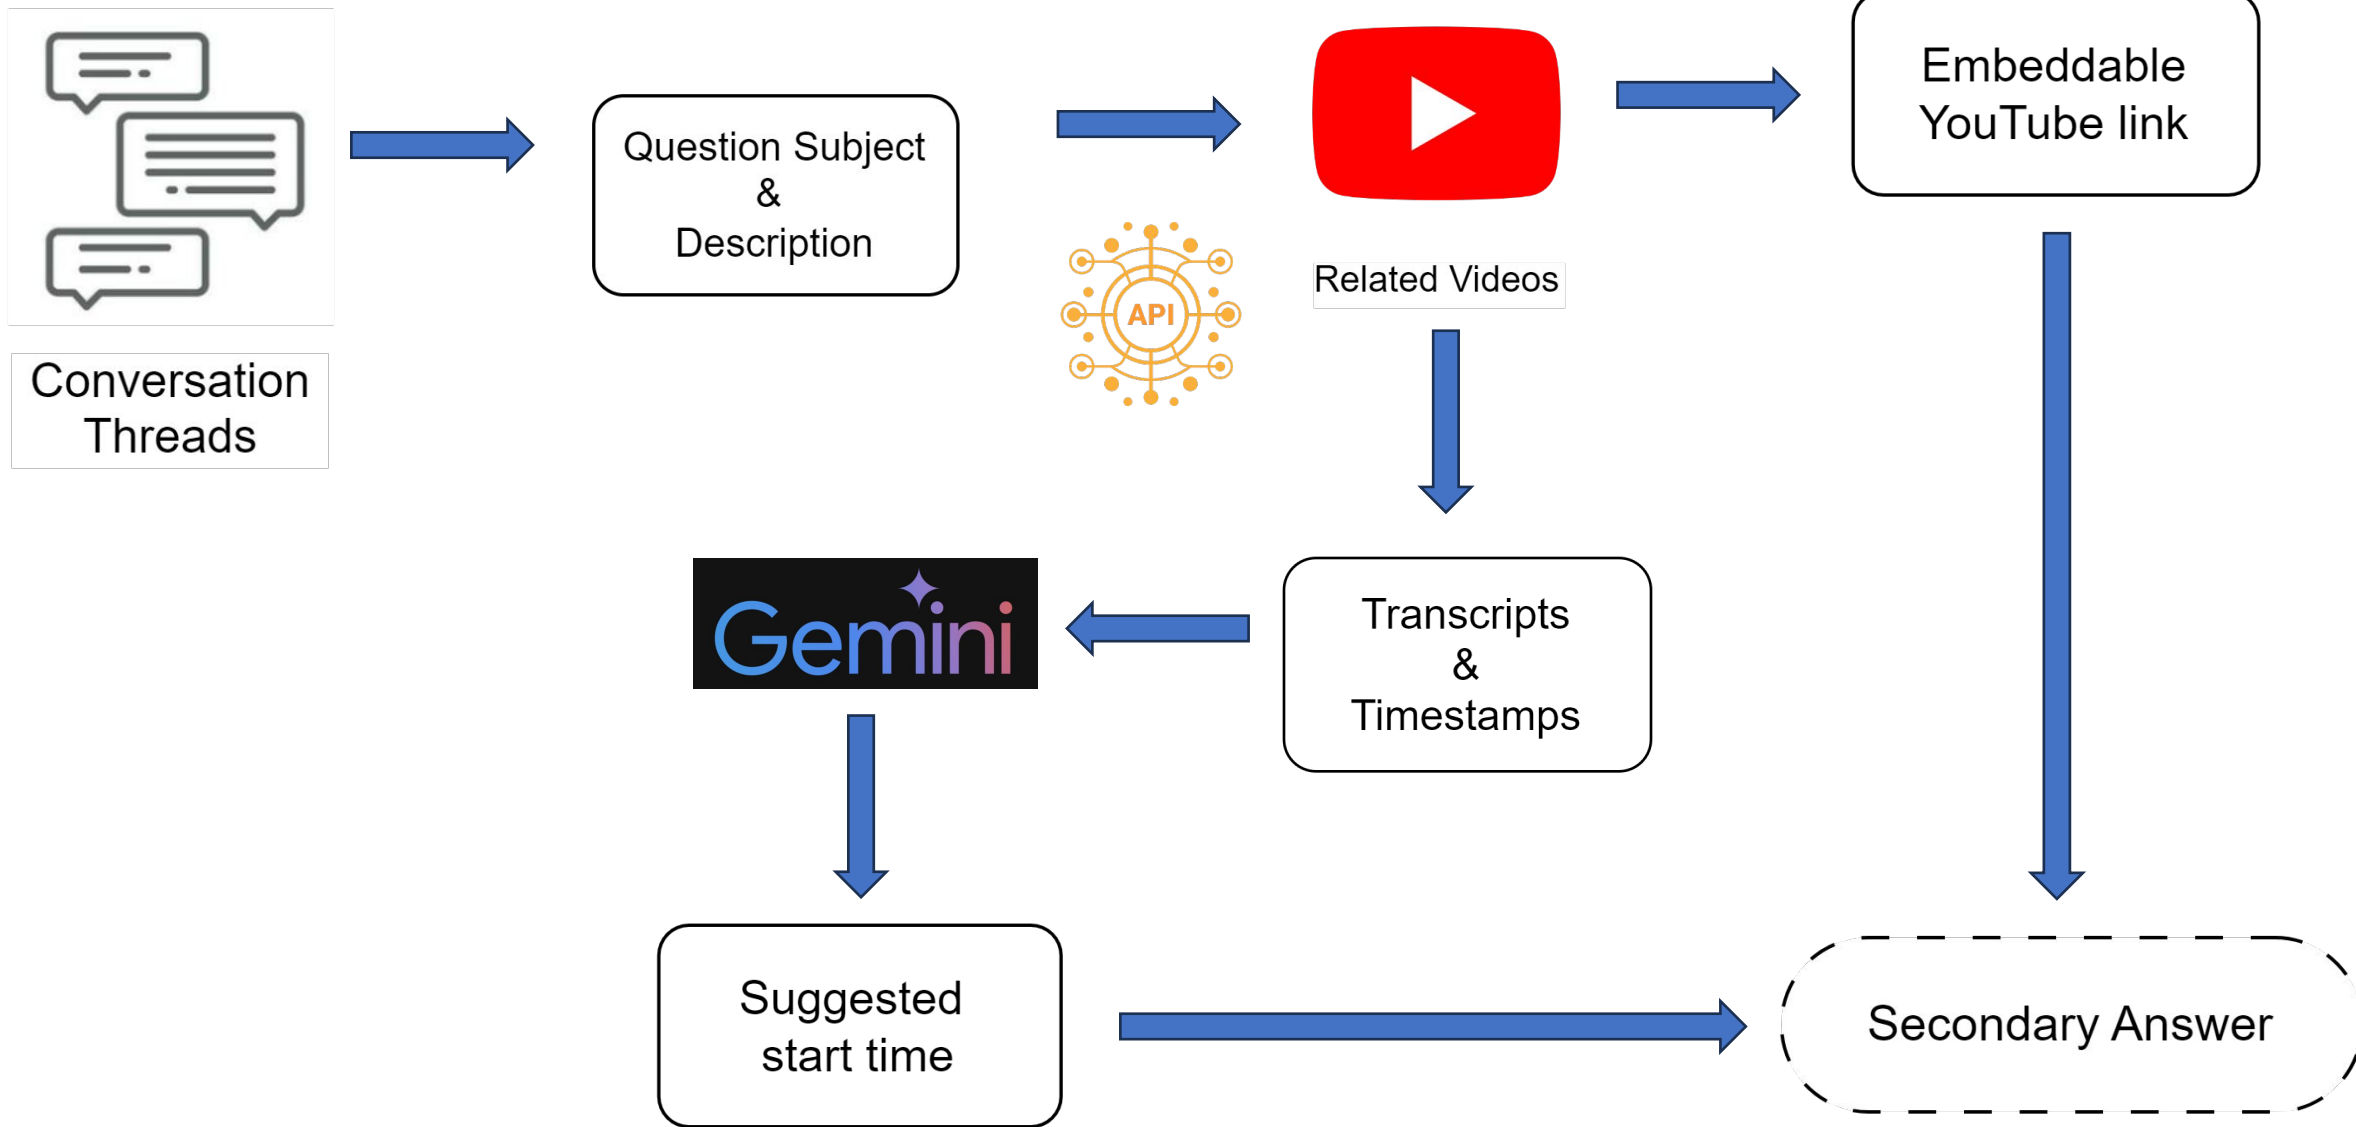 Conversation
Threads
Question Subject
&
Description
API
Related Videos
Embeddable
YouTube link
Transcripts
&
Timestamps
Gemini
Suggested
start time
Secondary Answer